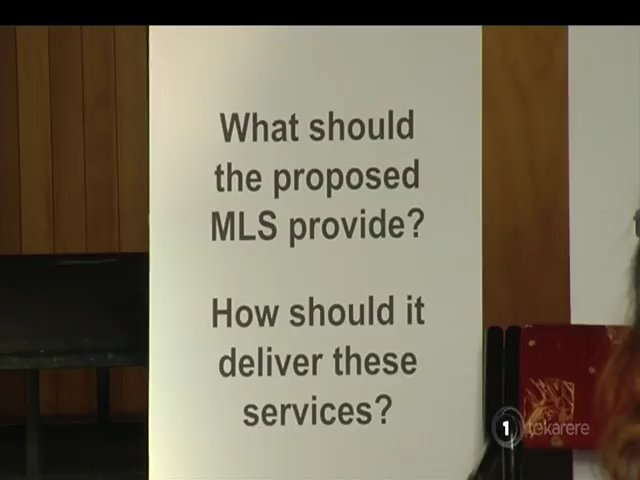 What should
the proposed
MLS provide?
How should it
deliver these
services?
1 tekarere